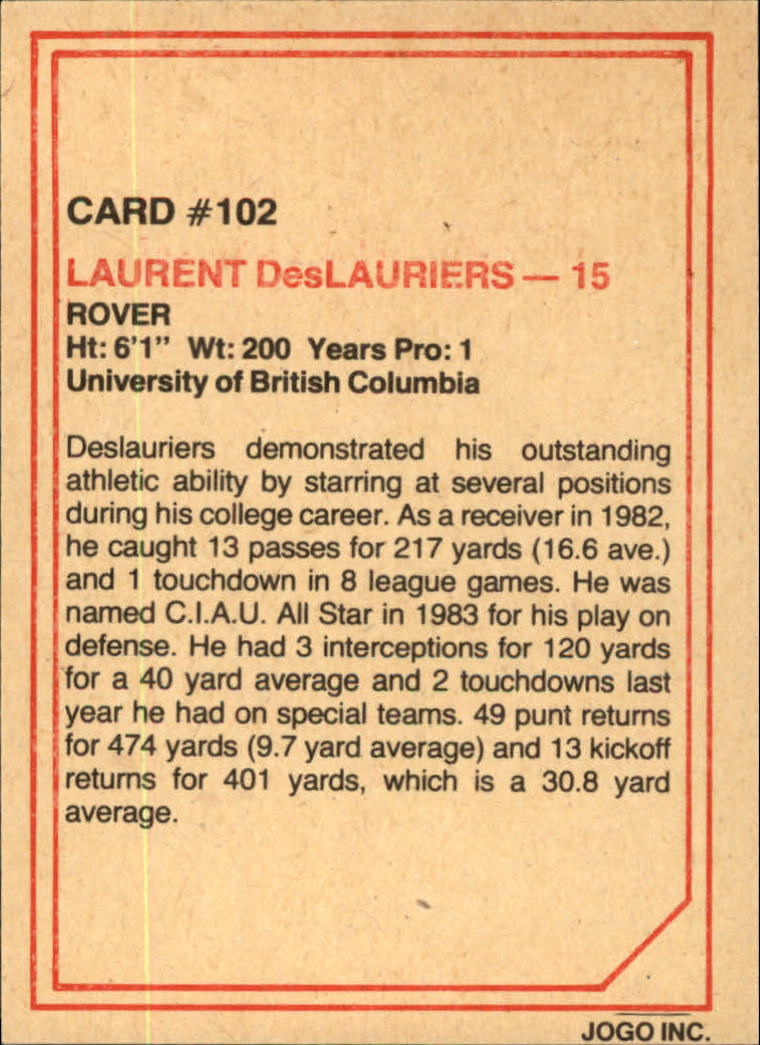 CARD #102
LAURENT DesLAURIERS — 15
ROVER
Ht: 6'1" Wt: 200 Years Pro: 1
University of British Columbia
Deslauriers demonstrated his outstanding
athletic ability by starring at several positions
during his college career. As a receiver in 1982,
he caught 13 passes for 217 yards (16.6 ave.)
and 1 touchdown in 8 league games. He was
named C.I.A.U. All Star in 1983 for his play on
defense. He had 3 interceptions for 120 yards
for a 40 yard average and 2 touchdowns last
year he had on special teams. 49 punt returns
for 474 yards (9.7 yard average) and 13 kickoff
returns for 401 yards, which is a 30.8 yard
average.
JOGO INC.